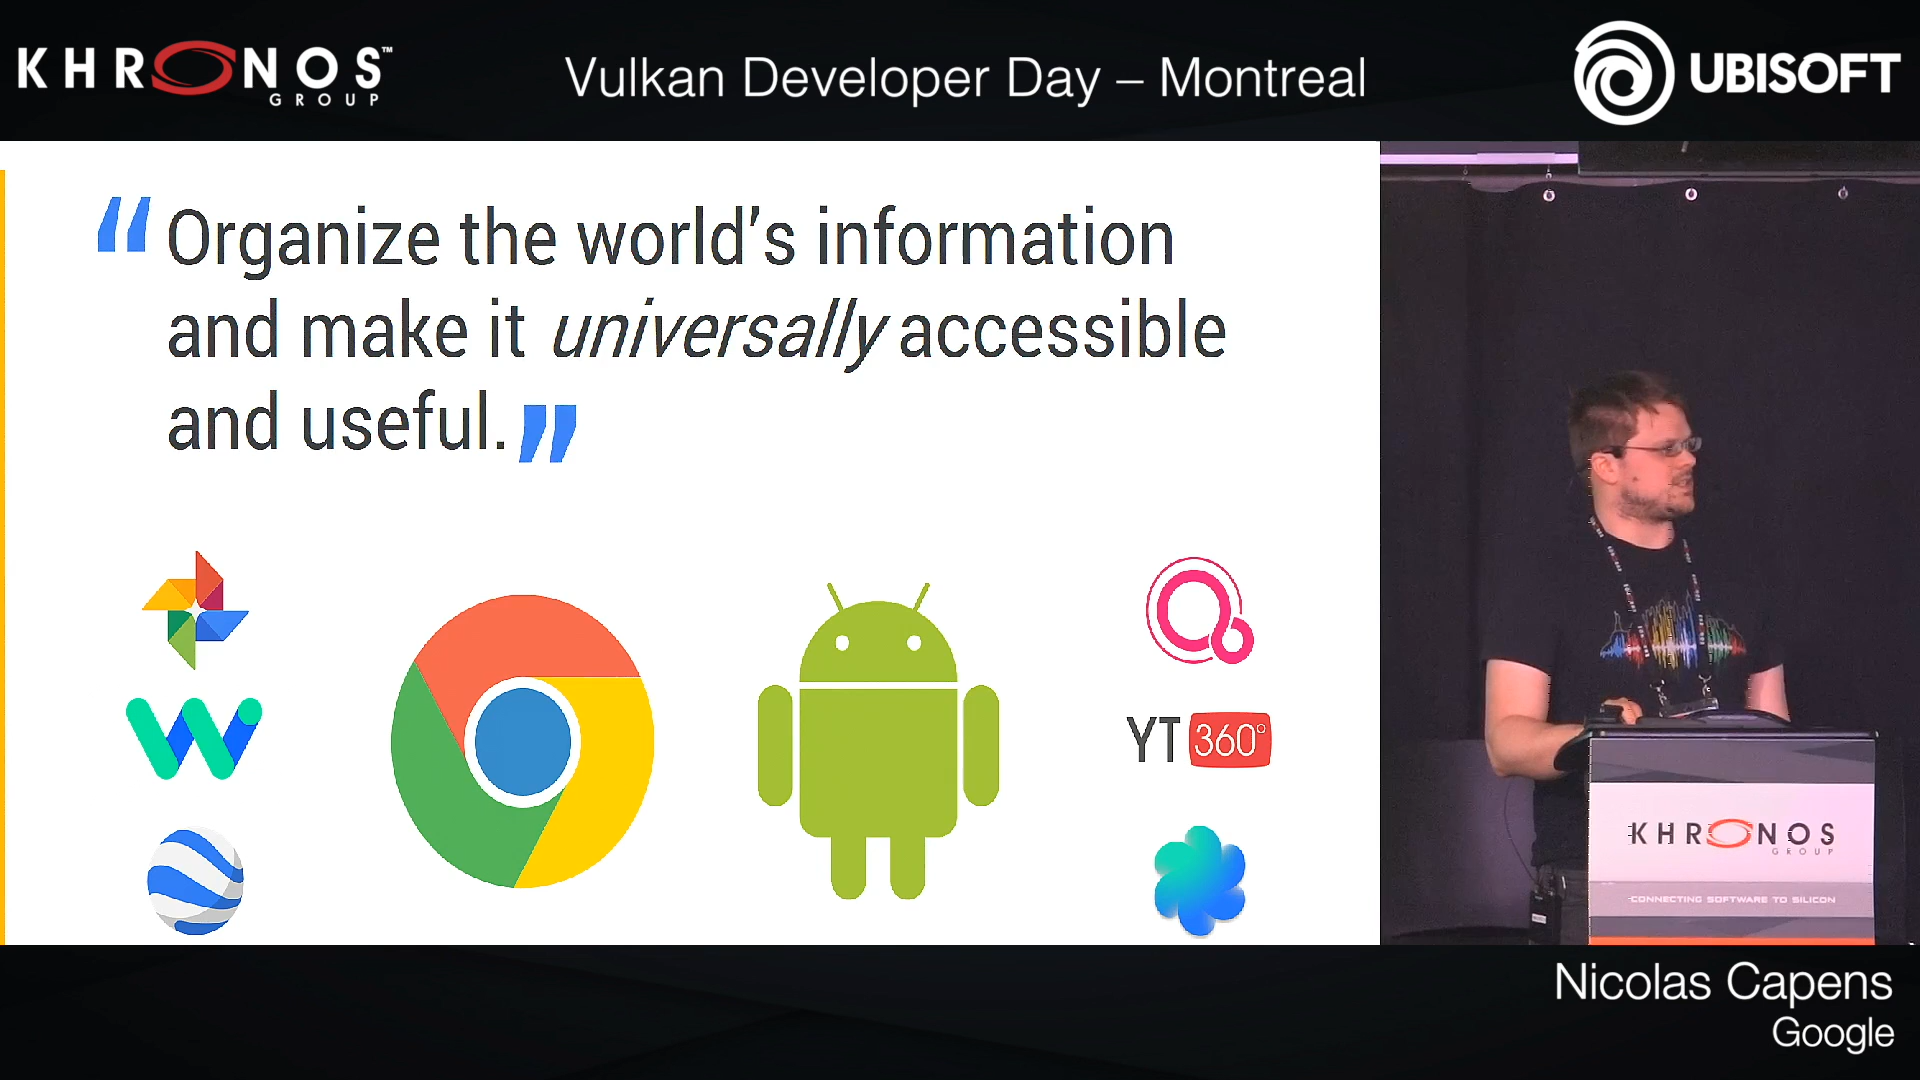 KHRONOS™
GROUP
Vulkan Developer Day – Montreal
UBISOFT
“Organize the world’s information
and make it universally accessible
and useful.”
YT 360°
KHRONOS
GROUP
CONNECTING SOFTWARE TO SILICON
Nicolas Capens
Google